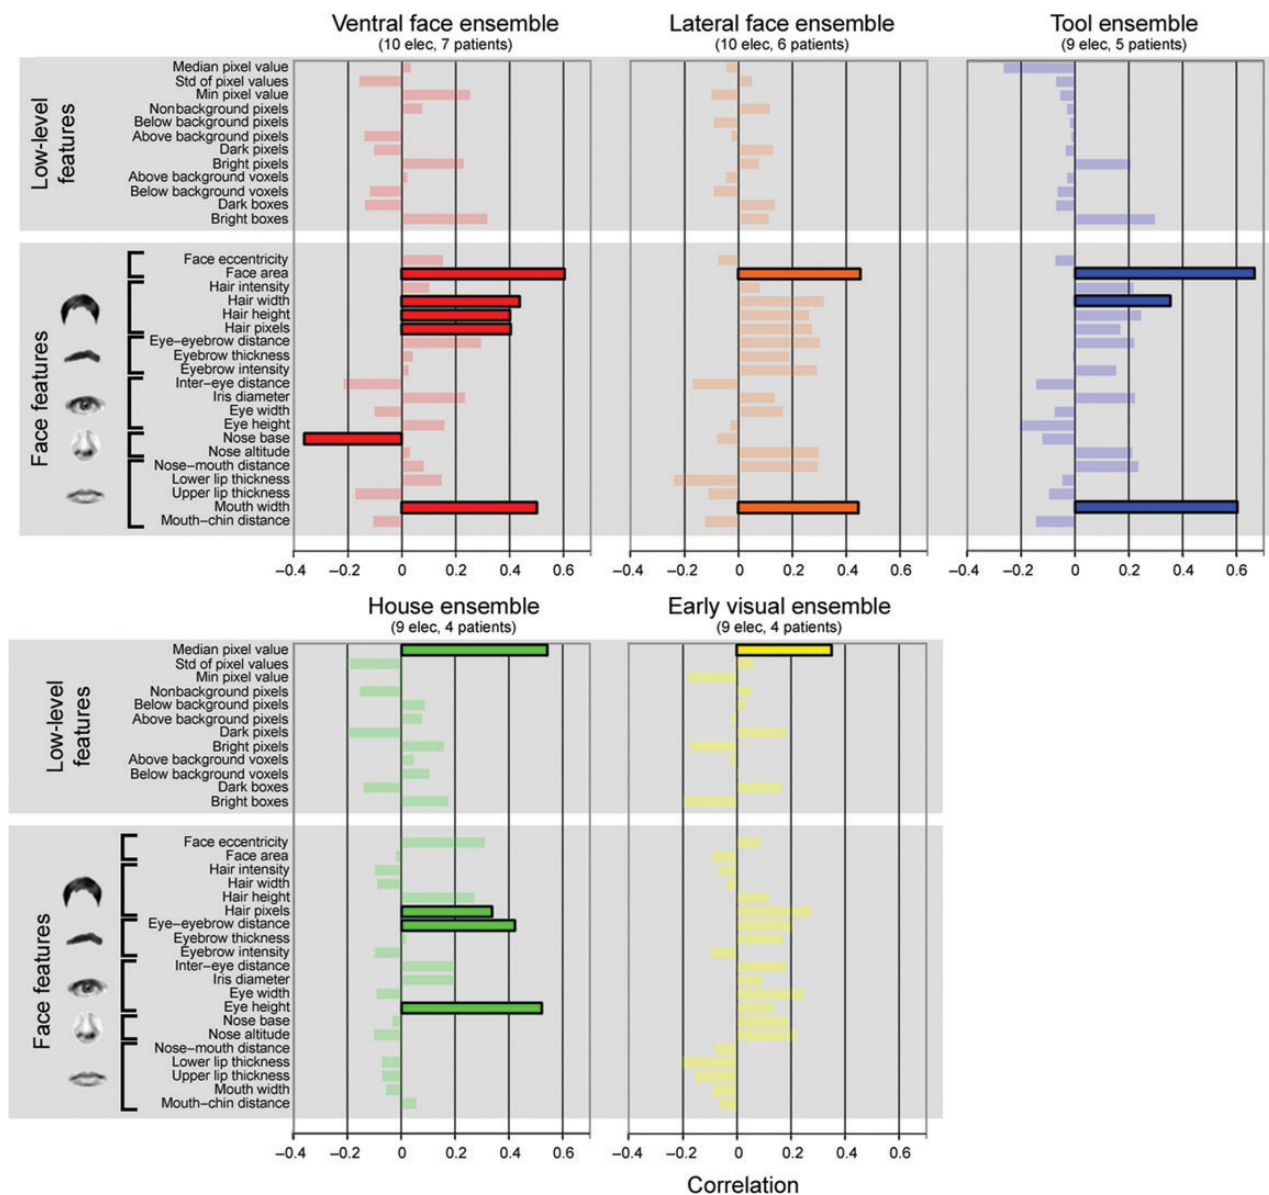 Ventral face ensemble
(10 elec, 7 patients)
Lateral face ensemble
(10 elec, 6 patients)
Tool ensemble
(9 elec, 5 patients)
Low-level
features
Median pixel value
Std of pixel values
Min pixel value
Nonbackground pixels
Below background pixels
Above background pixels
Dark pixels
Bright pixels
Above background voxels
Below background voxels
Dark boxes
Bright boxes
Face features
Face eccentricity
Face area
Hair intensity
Hair width
Hair height
Hair pixels
Eye–eyebrow distance
Eyebrow thickness
Eyebrow intensity
Inter-eye distance
Iris diameter
Eye width
Eye height
Nose base
Nose altitude
Nose–mouth distance
Lower lip thickness
Upper lip thickness
Mouth width
Mouth–chin distance
–0.4 –0.2 0 0.2 0.4 0.6
–0.4 –0.2 0 0.2 0.4 0.6
–0.4 –0.2 0 0.2 0.4 0.6
House ensemble
(9 elec, 4 patients)
Early visual ensemble
(9 elec, 4 patients)
Low-level
features
Median pixel value
Std of pixel values
Min pixel value
Nonbackground pixels
Below background pixels
Above background pixels
Dark pixels
Bright pixels
Above background voxels
Below background voxels
Dark boxes
Bright boxes
Face features
Face eccentricity
Face area
Hair intensity
Hair width
Hair height
Hair pixels
Eye–eyebrow distance
Eyebrow thickness
Eyebrow intensity
Inter-eye distance
Iris diameter
Eye width
Eye height
Nose base
Nose altitude
Nose–mouth distance
Lower lip thickness
Upper lip thickness
Mouth width
Mouth–chin distance
–0.4 –0.2 0 0.2 0.4 0.6
–0.4 –0.2 0 0.2 0.4 0.6
Correlation